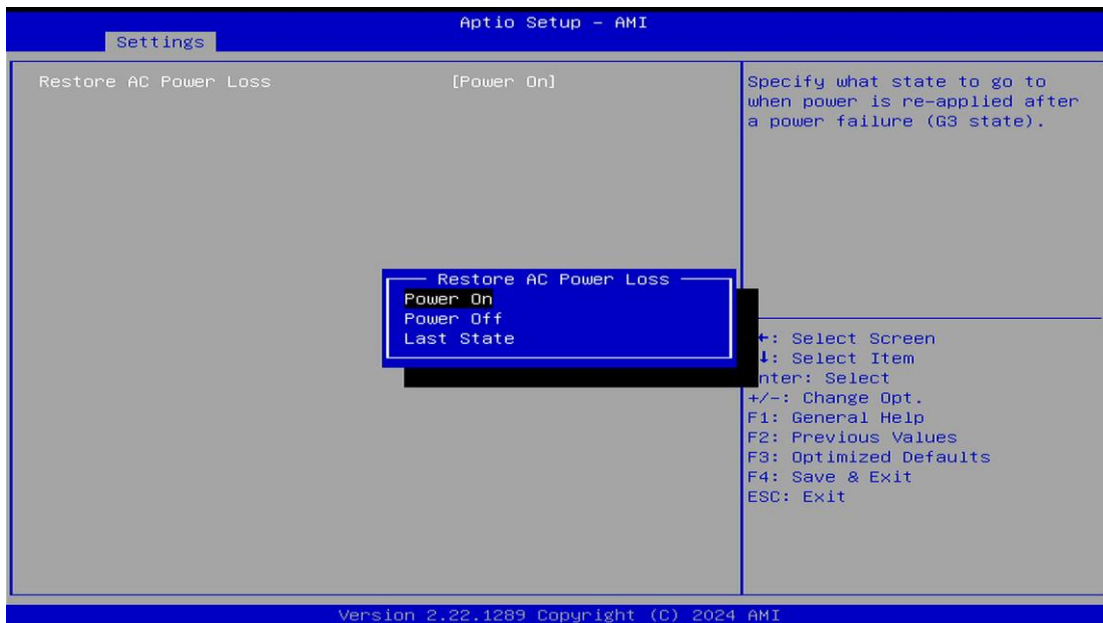 Aptio Setup – AMI
Settings
Restore AC Power Loss [Power On]
Specify what state to go to
when power is re-applied after
a power failure (G3 state).
Restore AC Power Loss
Power On
Power Off
Last State
←: Select Screen
↓: Select Item
nter: Select
+/-: Change Opt.
F1: General Help
F2: Previous Values
F3: Optimized Defaults
F4: Save & Exit
ESC: Exit
Version 2.22.1289 Copyright (C) 2024 AMI